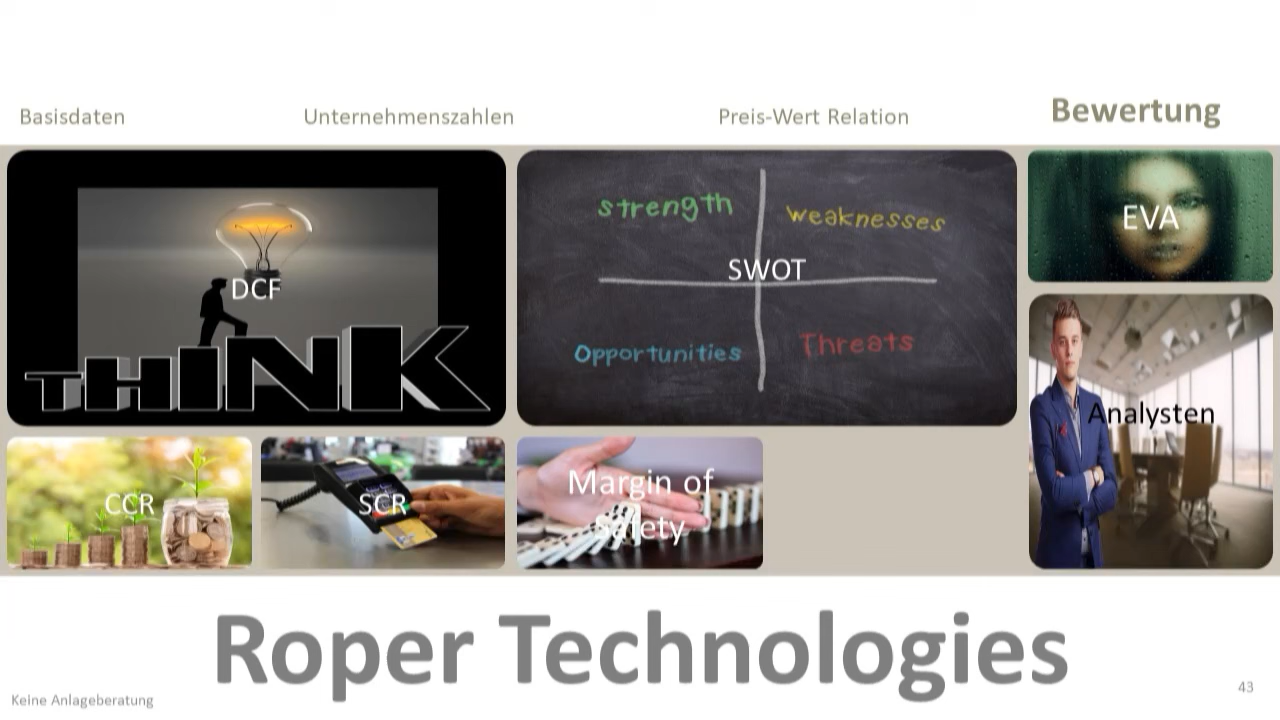 Basisdaten
Unternehmenszahlen
Preis-Wert Relation
Bewertung
DCF
THINK
strength
weaknesses
SWOT
Opportunities
Threats
EVA
Analysten
CCR
SCR
Margin of
Safety
Roper Technologies
Keine Anlageberatung
43